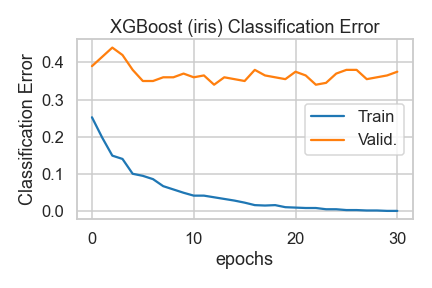 XGBoost (iris) Classification Error
Classification Error
0.4
0.3
0.2
0.1
0.0
Train
Valid.
0 10 20 30
epochs